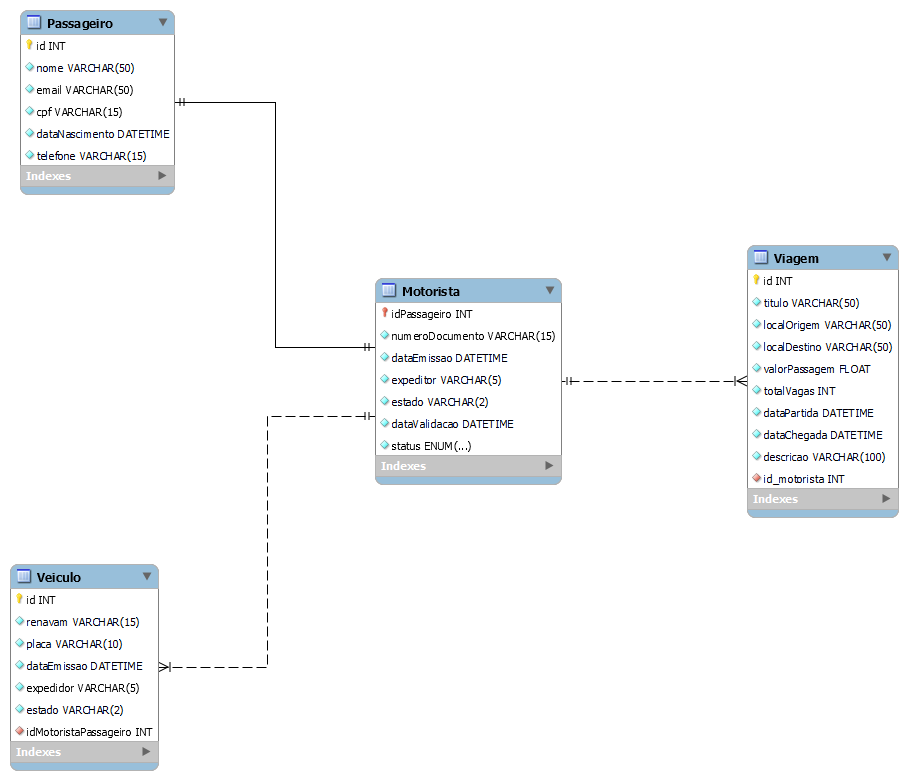 Passageiro
id INT
nome VARCHAR(50)
email VARCHAR(50)
cpf VARCHAR(15)
dataNascimento DATETIME
telefone VARCHAR(15)
Indexes
Motorista
idPassageiro INT
numeroDocumento VARCHAR(15)
dataEmissao DATETIME
expeditor VARCHAR(5)
estado VARCHAR(2)
dataValidacao DATETIME
status ENUM(...)
Indexes
Viagem
id INT
titulo VARCHAR(50)
localOrigem VARCHAR(50)
localDestino VARCHAR(50)
valorPassagem FLOAT
totalVagas INT
dataPartida DATETIME
dataChegada DATETIME
descricao VARCHAR(100)
id_motorista INT
Indexes
Veiculo
id INT
renavam VARCHAR(15)
placa VARCHAR(10)
dataEmissao DATETIME
expedidor VARCHAR(5)
estado VARCHAR(2)
idMotoristaPassageiro INT
Indexes